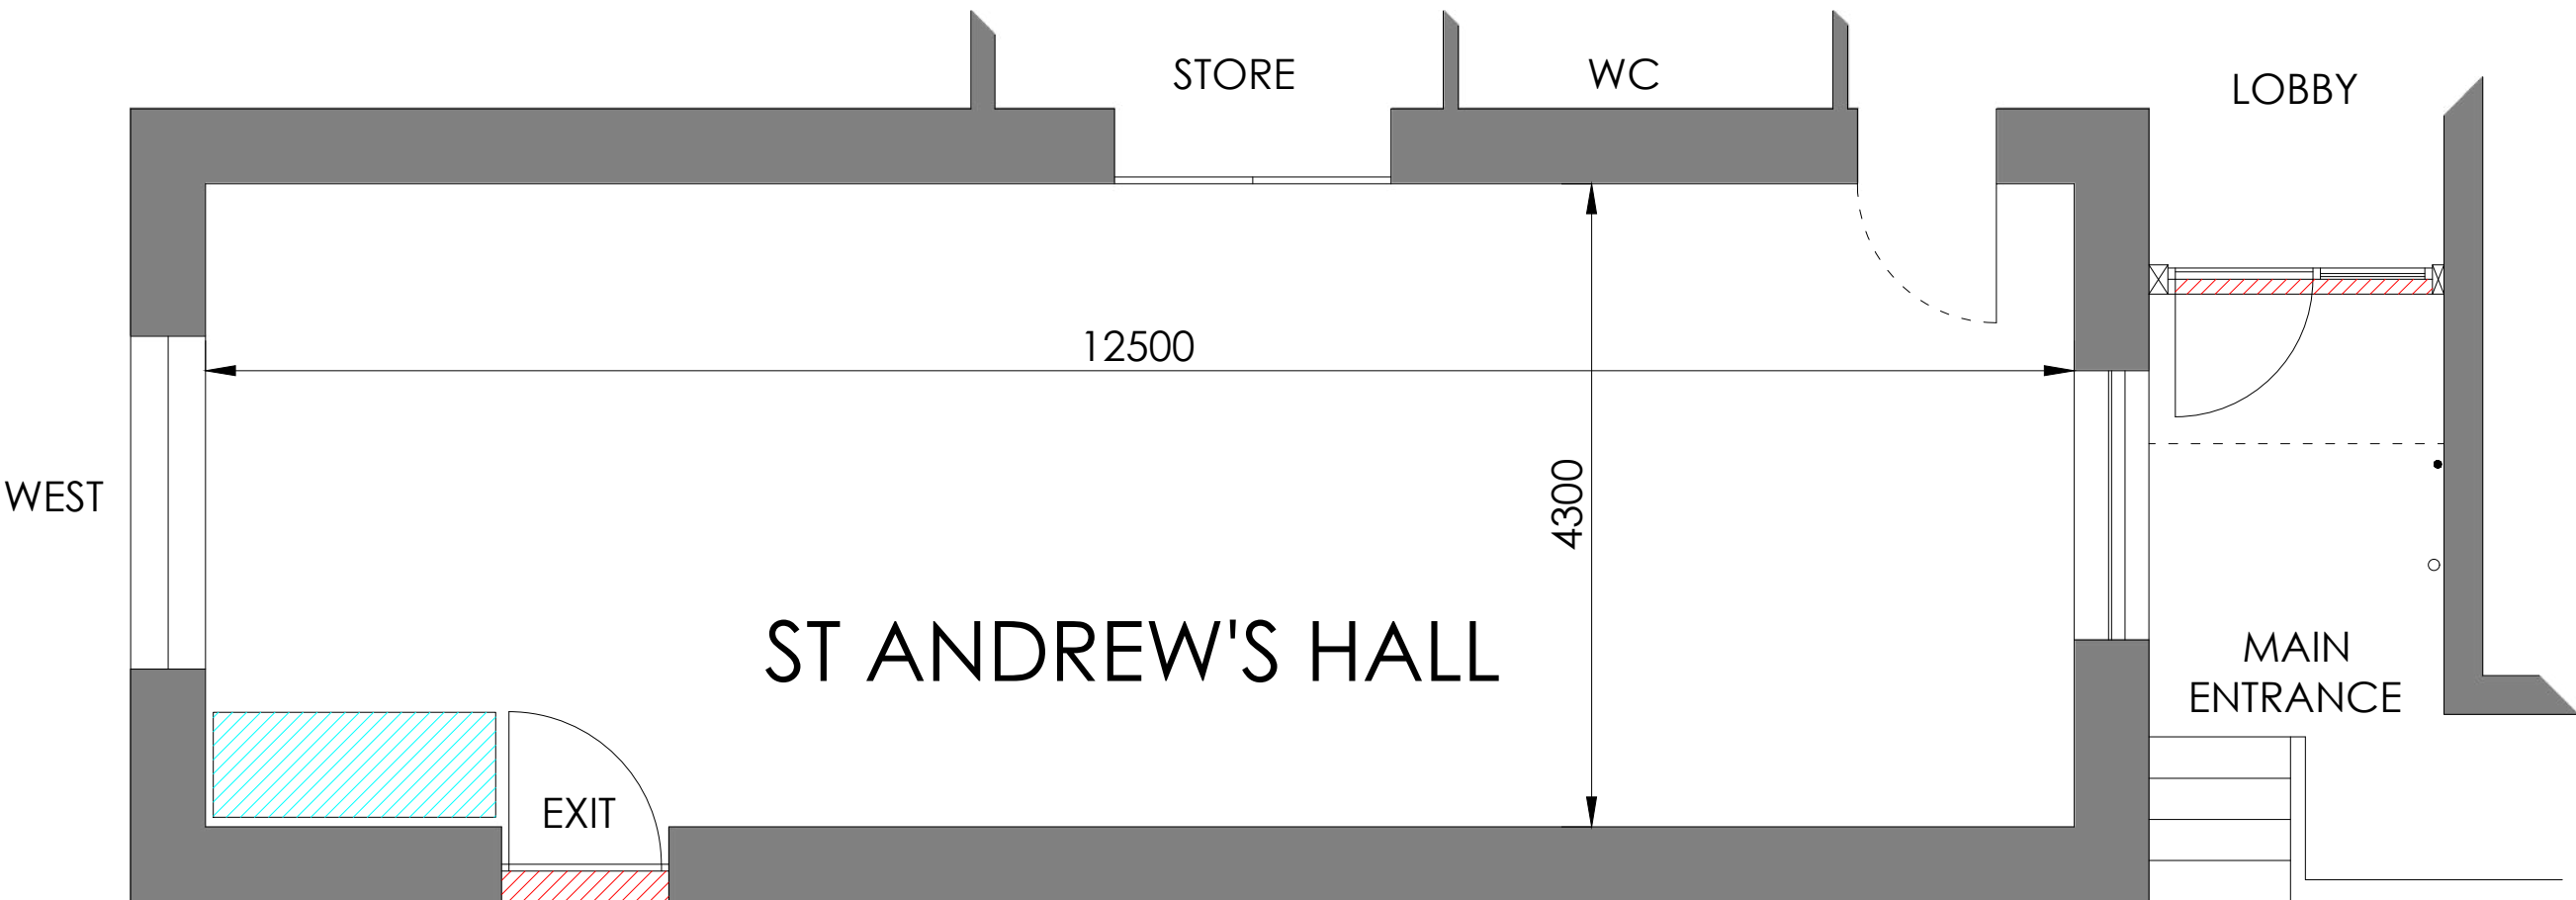 STORE
WC
LOBBY
12500
WEST
4300
ST ANDREW'S HALL
MAIN
ENTRANCE
EXIT